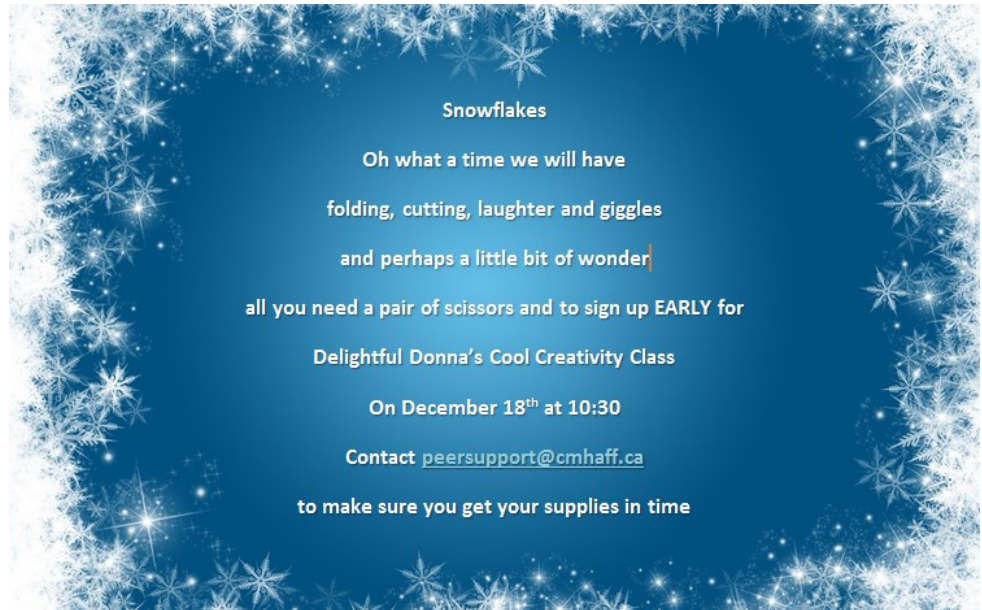 Snowflakes
Oh what a time we will have
folding, cutting, laughter and giggles
and perhaps a little bit of wonder
all you need a pair of scissors and to sign up EARLY for
Delightful Donna’s Cool Creativity Class
On December 18th at 10:30
Contact peersupport@cmhaff.ca
to make sure you get your supplies in time